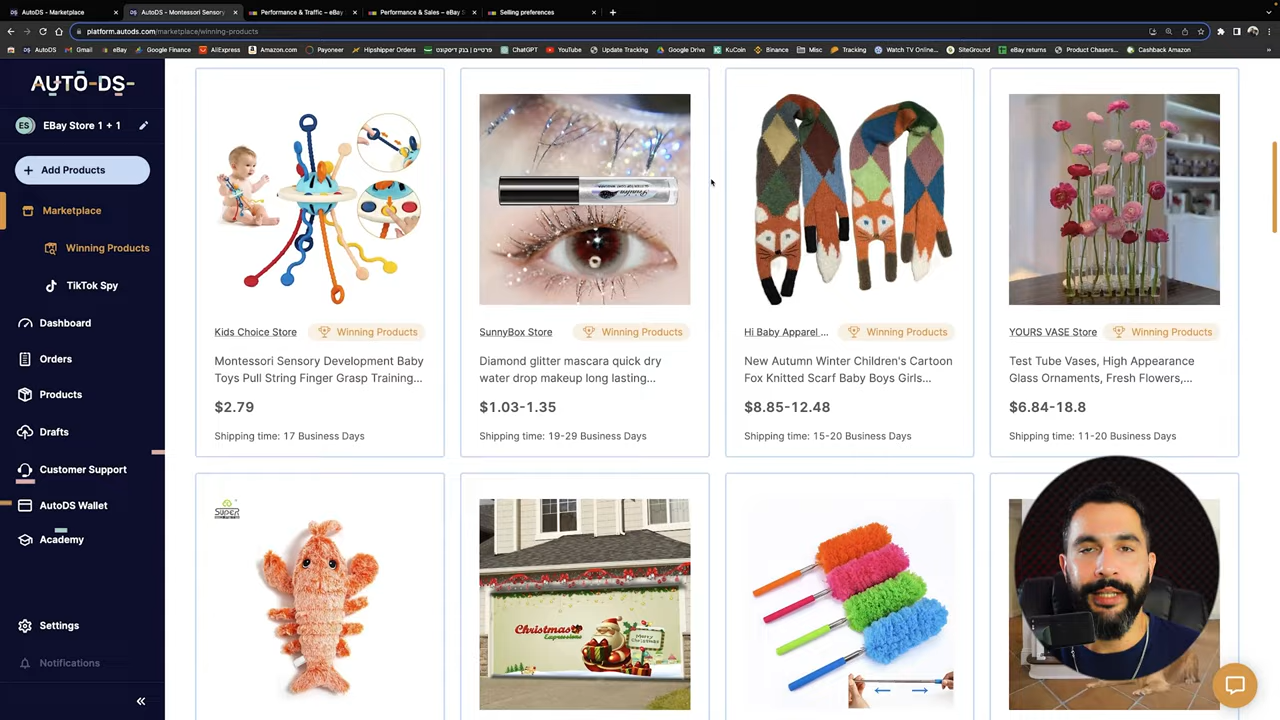 AutoDS - Marketplace
AutoDS - Montessori Sensory
Performance & Traffic – eBay
Performance & Sales – eBay S
Selling preferences
platform.autods.com/marketplace/winning-products
AutoDS
Gmail
eBay
Google Finance
AliExpress
Amazon.com
Payoneer
Hipshipper Orders
פרטיים | בנק דיסקונט
ChatGPT
YouTube
Update Tracking
Google Drive
KuCoin
Binance
Misc
Tracking
Watch TV Online...
SiteGround
eBay returns
Product Chasers...
Cashback Amazon
AUTO-DS-
ES EBay Store 1 + 1
+ Add Products
Marketplace
Winning Products
TikTok Spy
Dashboard
Orders
Products
Drafts
Customer Support
AutoDS Wallet
Academy
Settings
Notifications
Kids Choice Store
Winning Products
Montessori Sensory Development Baby
Toys Pull String Finger Grasp Training...
$2.79
Shipping time: 17 Business Days
SunnyBox Store
Winning Products
Diamond glitter mascara quick dry
water drop makeup long lasting...
$1.03-1.35
Shipping time: 19-29 Business Days
Hi Baby Apparel ...
Winning Products
New Autumn Winter Children's Cartoon
Fox Knitted Scarf Baby Boys Girls...
$8.85-12.48
Shipping time: 15-20 Business Days
YOURS VASE Store
Winning Products
Test Tube Vases, High Appearance
Glass Ornaments, Fresh Flowers,...
$6.84-18.8
Shipping time: 11-20 Business Days
SUPER
Christmas
Expressions
Merry
Christmas